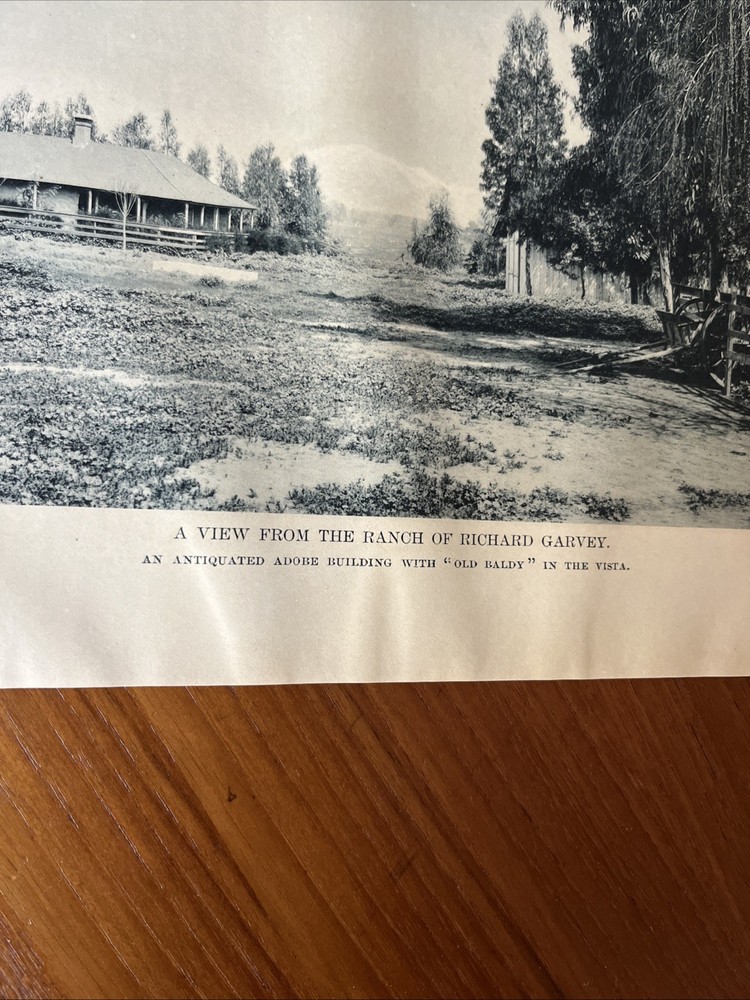 A VIEW FROM THE RANCH OF RICHARD GARVEY.
AN ANTIQUATED ADOBE BUILDING WITH “OLD BALDY” IN THE VISTA.